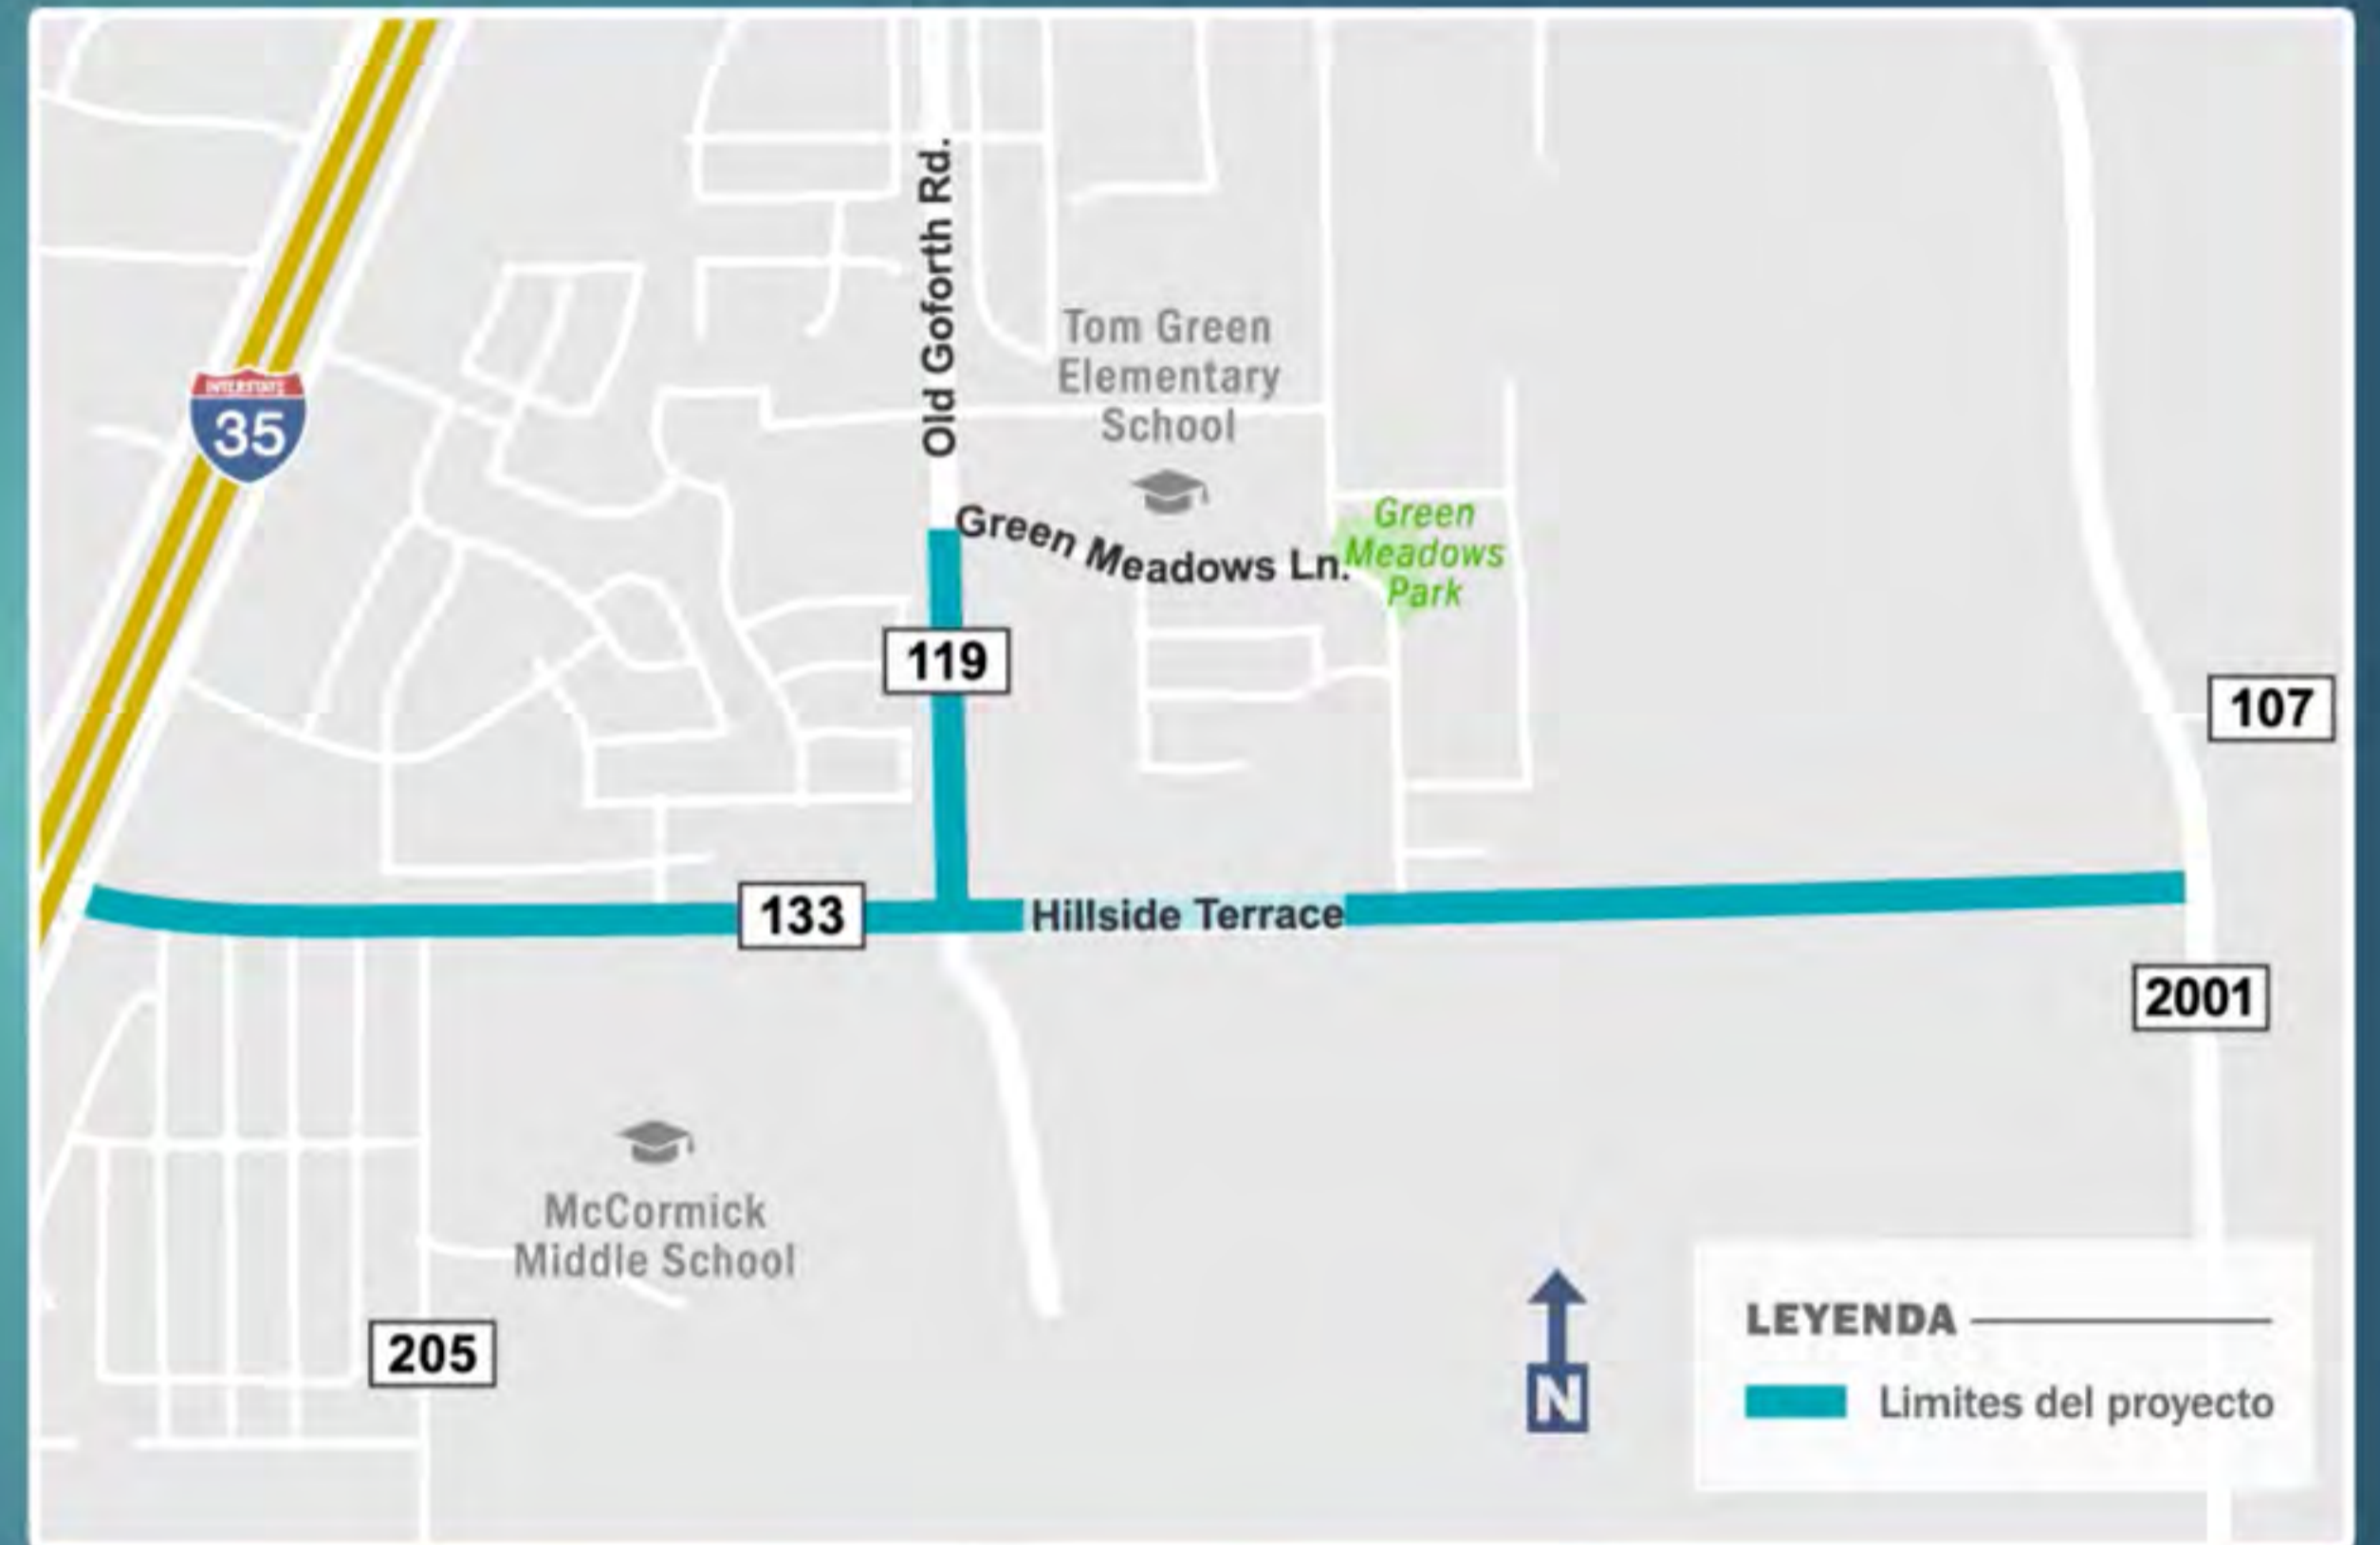 Old Goforth Rd.
Tom Green
Elementary
School
INTERSTATE
35
Green Meadows Ln.
Green
Meadows
Park
119
107
133
Hillside Terrace
2001
McCormick
Middle School
205
N
LEYENDA
Limites del proyecto